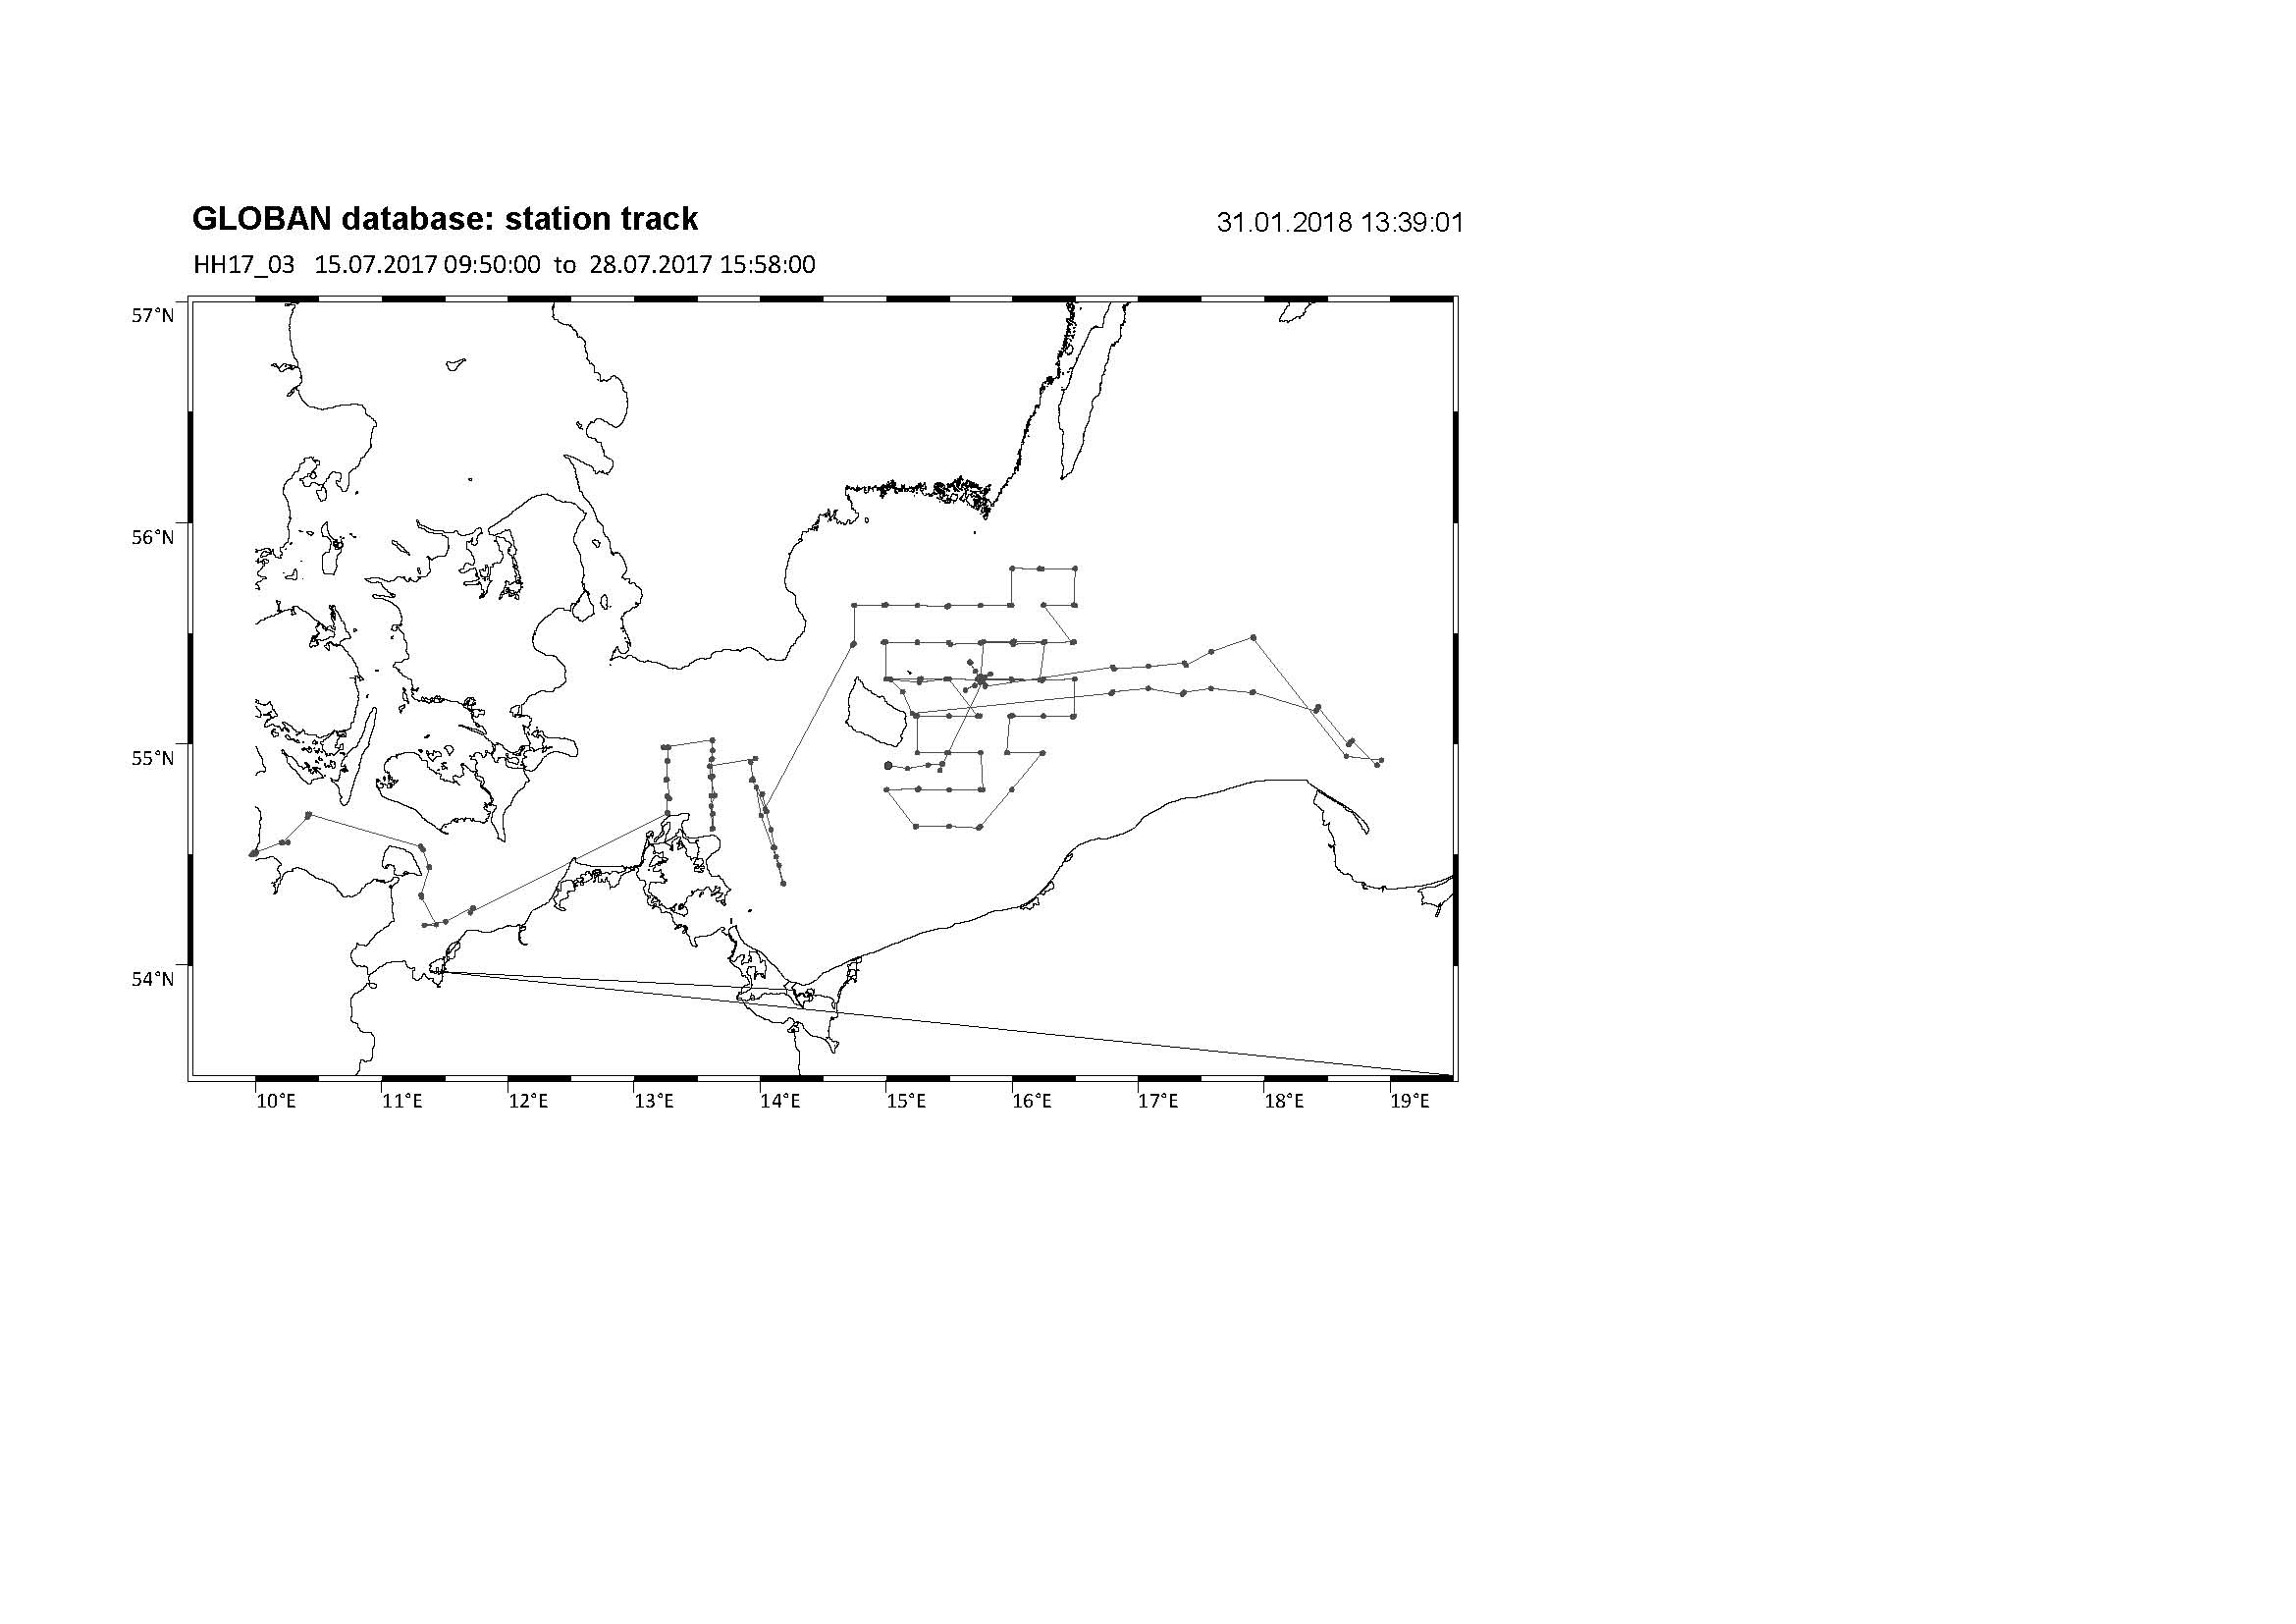 GLOBAN database: station track
31.01.2018 13:39:01
HH17_03 15.07.2017 09:50:00 to 28.07.2017 15:58:00
57°N
56°N
55°N
54°N
10°E 11°E 12°E 13°E 14°E 15°E 16°E 17°E 18°E 19°E